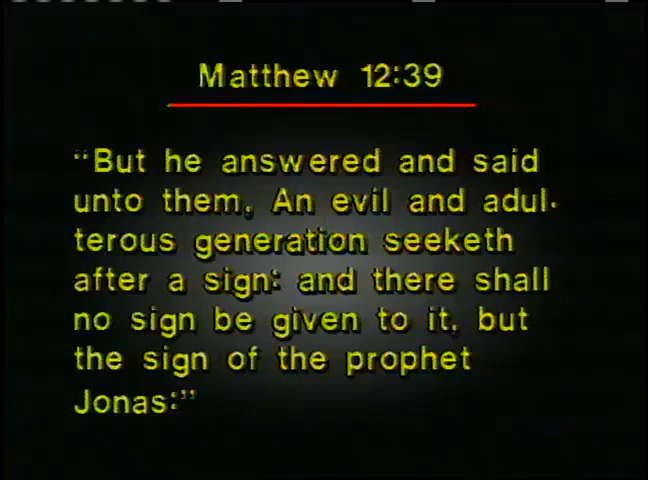 Matthew 12:39
“But he answered and said
unto them, An evil and adul-
terous generation seeketh
after a sign: and there shall
no sign be given to it, but
the sign of the prophet
Jonas:”